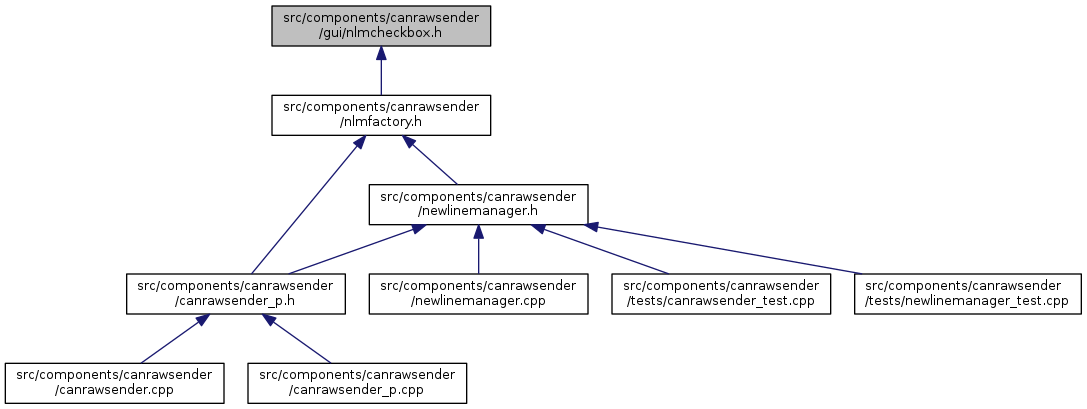 src/components/canrawsender
/gui/nlmcheckbox.h
src/components/canrawsender
/nlmfactory.h
src/components/canrawsender
/newlinemanager.h
src/components/canrawsender
/canrawsender_p.h
src/components/canrawsender
/newlinemanager.cpp
src/components/canrawsender
/tests/canrawsender_test.cpp
src/components/canrawsender
/tests/newlinemanager_test.cpp
src/components/canrawsender
/canrawsender.cpp
src/components/canrawsender
/canrawsender_p.cpp